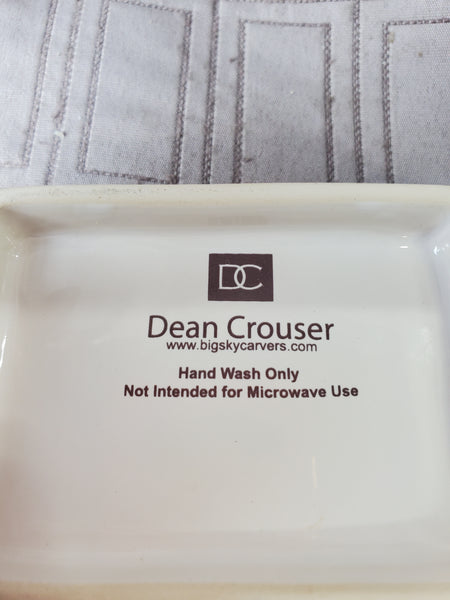 DC
Dean Crouser
www.bigskycarvers.com
Hand Wash Only
Not Intended for Microwave Use